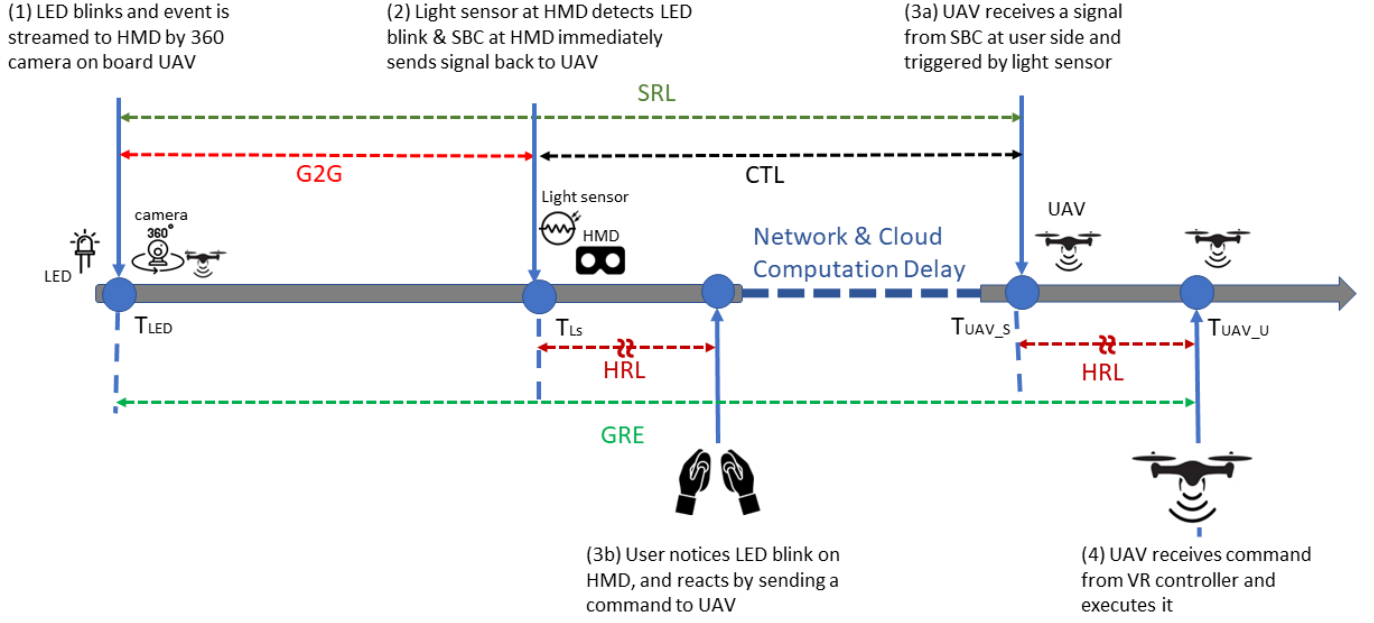 (1) LED blinks and event is
streamed to HMD by 360
camera on board UAV
(2) Light sensor at HMD detects LED
blink & SBC at HMD immediately
sends signal back to UAV
(3a) UAV receives a signal
from SBC at user side and
triggered by light sensor
SRL
G2G
CTL
Light sensor
HMD
camera
360°
LED
UAV
Network & Cloud
Computation Delay
TLED
TLs
TUAV_S
TUAV_U
HRL
HRL
GRE
(3b) User notices LED blink on
HMD, and reacts by sending a
command to UAV
(4) UAV receives command
from VR controller and
executes it